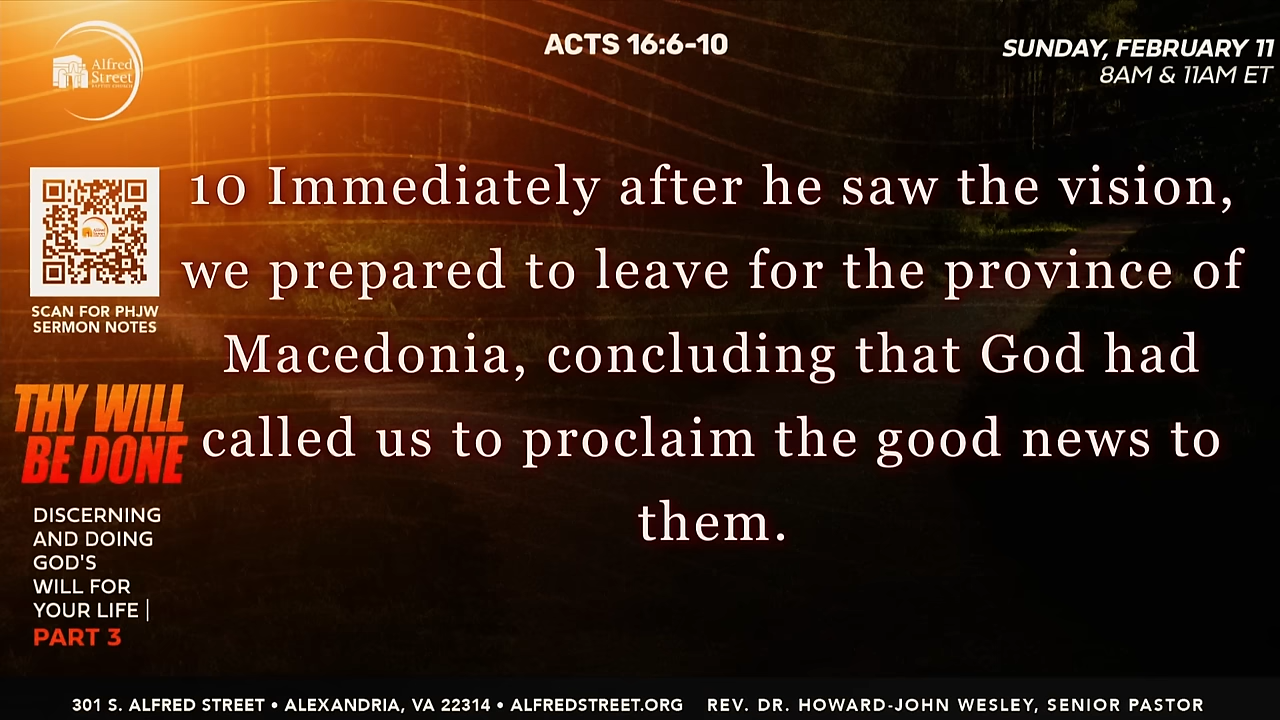 Alfred
Street
BAPTIST CHURCH
ACTS 16:6-10
SUNDAY, FEBRUARY 11
8AM & 11AM ET
10 Immediately after he saw the vision,
we prepared to leave for the province of
Macedonia, concluding that God had
called us to proclaim the good news to
them.
SCAN FOR PHJW
SERMON NOTES
THY WILL
BE DONE
DISCERNING
AND DOING
GOD'S
WILL FOR
YOUR LIFE |
PART 3
301 S. ALFRED STREET • ALEXANDRIA, VA 22314 • ALFREDSTREET.ORG REV. DR. HOWARD-JOHN WESLEY, SENIOR PASTOR